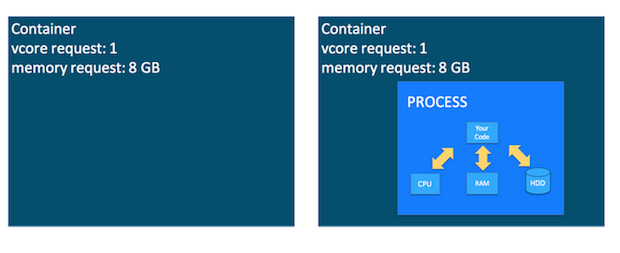 Container
vcore request: 1
memory request: 8 GB
Container
vcore request: 1
memory request: 8 GB
PROCESS
Your
Code
CPU
RAM
HDD